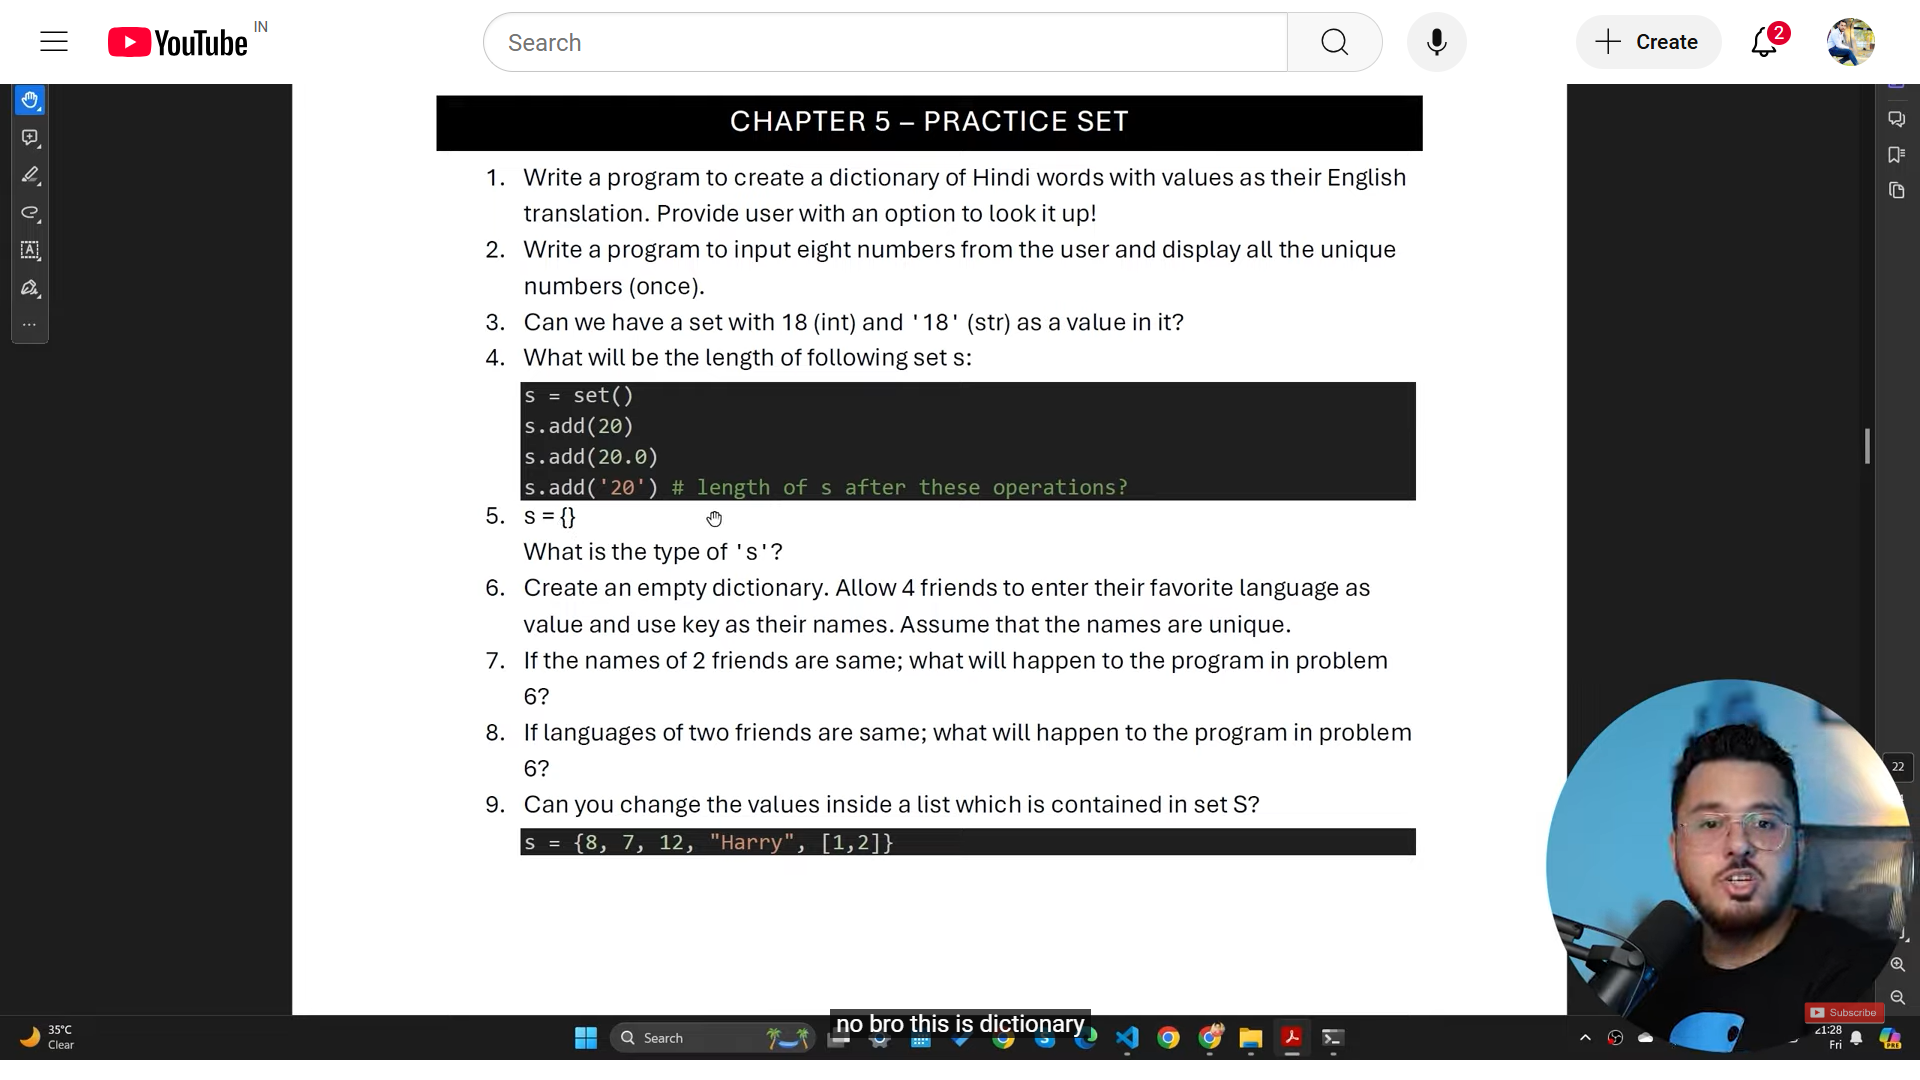 YouTube IN
Search
Create
2
CHAPTER 5 – PRACTICE SET
1. Write a program to create a dictionary of Hindi words with values as their English
translation. Provide user with an option to look it up!
2. Write a program to input eight numbers from the user and display all the unique
numbers (once).
3. Can we have a set with 18 (int) and '18' (str) as a value in it?
4. What will be the length of following set s:
s = set()
s.add(20)
s.add(20.0)
s.add('20') # length of s after these operations?
5. s = {}
What is the type of 's'?
6. Create an empty dictionary. Allow 4 friends to enter their favorite language as
value and use key as their names. Assume that the names are unique.
7. If the names of 2 friends are same; what will happen to the program in problem
6?
8. If languages of two friends are same; what will happen to the program in problem
6?
9. Can you change the values inside a list which is contained in set S?
s = {8, 7, 12, "Harry", [1,2]}
22
Subscribe
no bro this is dictionary
35°C
Clear
Search
21:28
Fri